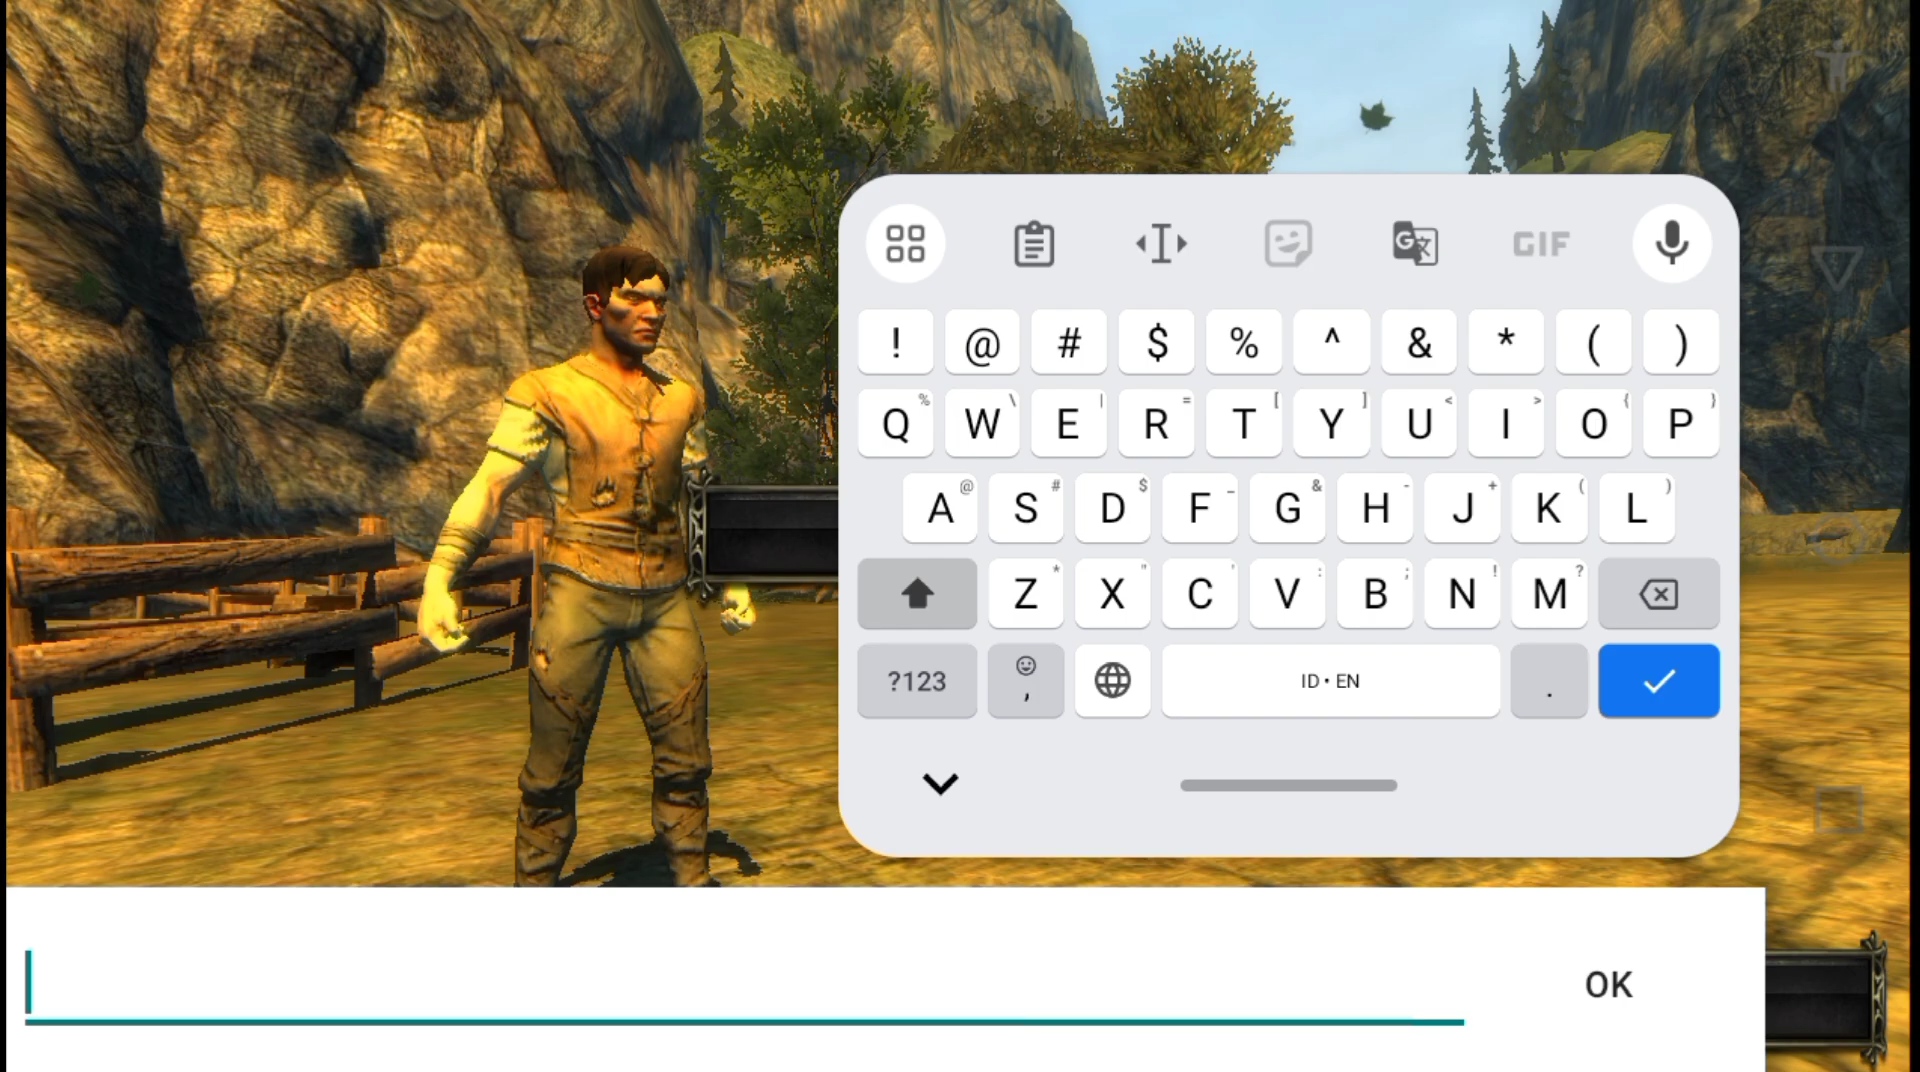 GIF
! @ # $ % ^ & * ( )
Q % W \ E | R = T [ Y ] U < I > O { P }
A @ S # D $ F _ G & H - J + K ( L )
Z * X " C ' V : B ; N ! M ?
?123 , ID • EN .
OK